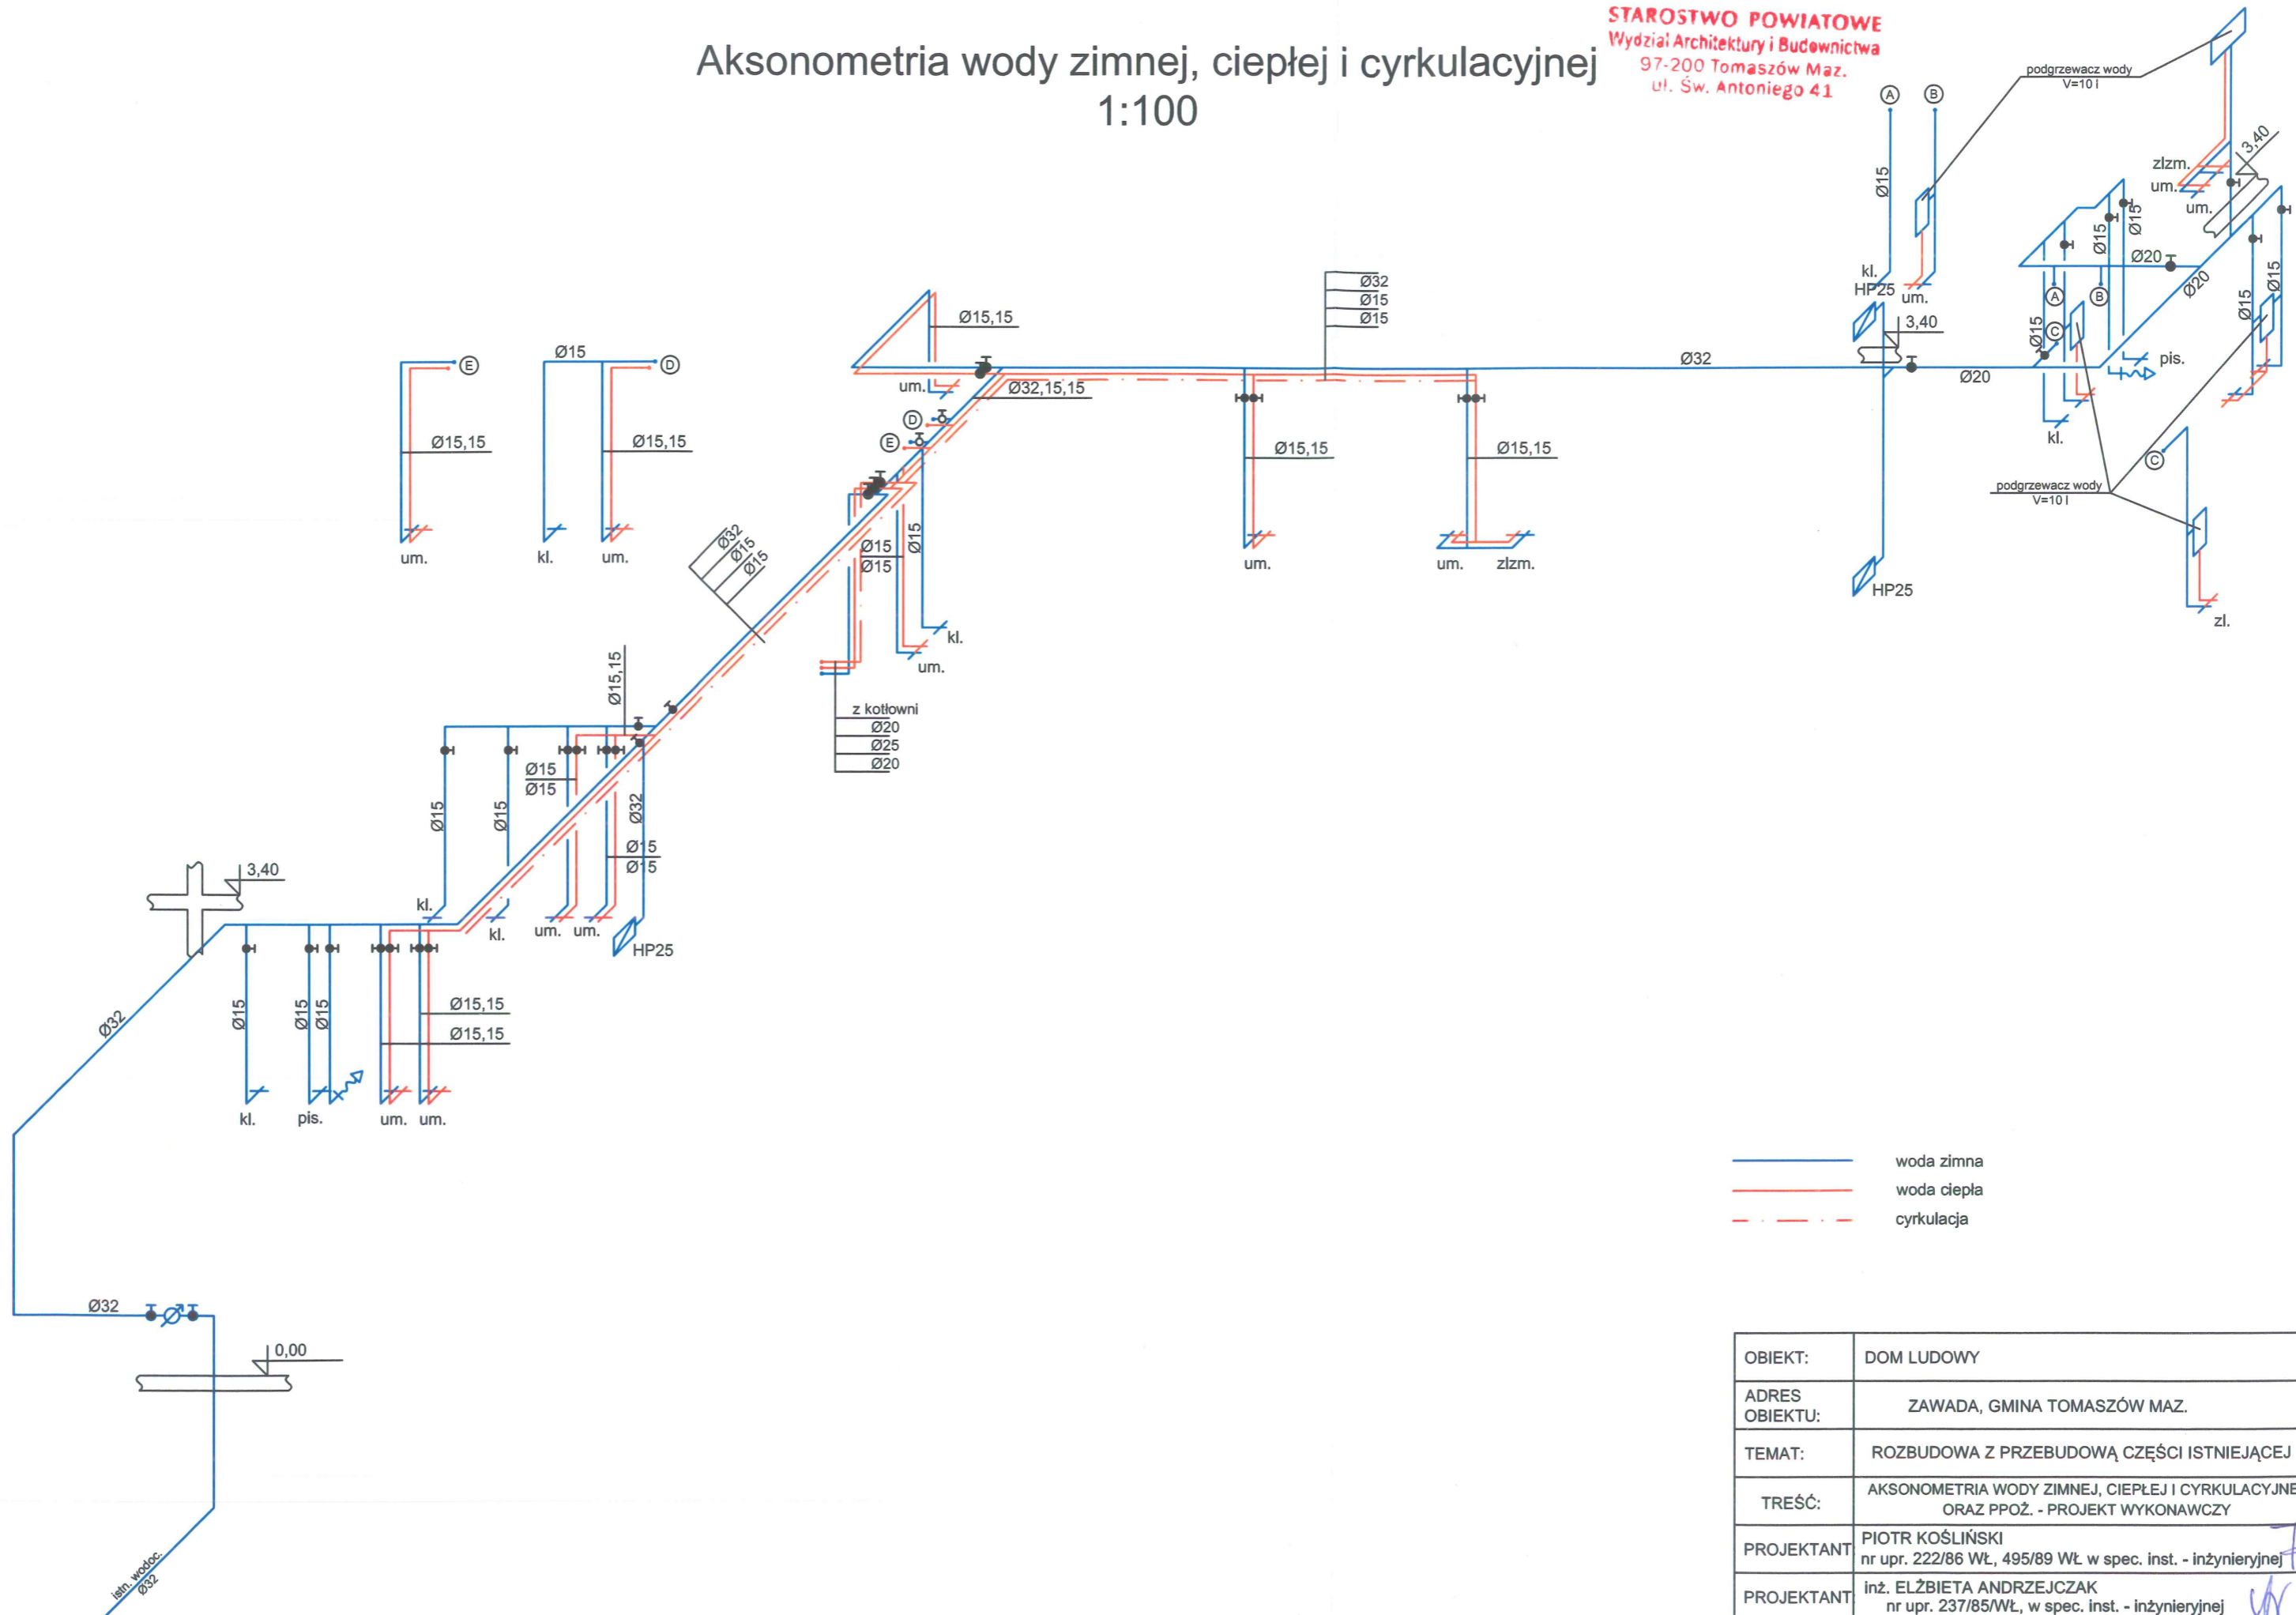 Aksonometria wody zimnej, ciepłej i cyrkulacyjnej
1:100
STAROSTWO POWIATOWE
Wydział Architektury i Budownictwa
97-200 Tomaszów Maz.
ul. Św. Antoniego 41
A
B
podgrzewacz wody
V=10 l
Ø15
3,40
zlzm.
um.
um.
Ø15
Ø15
Ø20
Ø20
kl.
HP25
um.
A
B
Ø15
Ø15
3,40
Ø15
C
pis.
Ø32
Ø20
kl.
C
podgrzewacz wody
V=10 l
HP25
zl.
Ø32
Ø15
Ø15
Ø15,15
um.
Ø32,15,15
D
E
E
Ø15
D
Ø15,15
Ø15,15
um.
kl.
um.
Ø15,15
Ø15,15
um.
um.
zlzm.
Ø32
Ø15
Ø15
Ø15
Ø15
Ø15
kl.
um.
z kotłowni
Ø20
Ø25
Ø20
Ø15,15
Ø15
Ø15
Ø15
Ø15
Ø32
Ø15
Ø15
3,40
kl.
kl.
um.
um.
HP25
Ø32
Ø15
Ø15
Ø15
Ø15,15
Ø15,15
kl.
pis.
um.
um.
Ø32
0,00
istn. wodoc.
Ø32
woda zimna
woda ciepła
cyrkulacja
OBIEKT:
DOM LUDOWY
ADRES
OBIEKTU:
ZAWADA, GMINA TOMASZÓW MAZ.
TEMAT:
ROZBUDOWA Z PRZEBUDOWĄ CZĘŚCI ISTNIEJĄCEJ
TREŚĆ:
AKSONOMETRIA WODY ZIMNEJ, CIEPŁEJ I CYRKULACYJNE
ORAZ PPOŻ. - PROJEKT WYKONAWCZY
PROJEKTANT
PIOTR KOŚLIŃSKI
nr upr. 222/86 WŁ, 495/89 WŁ w spec. inst. - inżynieryjnej
PROJEKTANT
inż. ELŻBIETA ANDRZEJCZAK
nr upr. 237/85/WŁ, w spec. inst. - inżynieryjnej